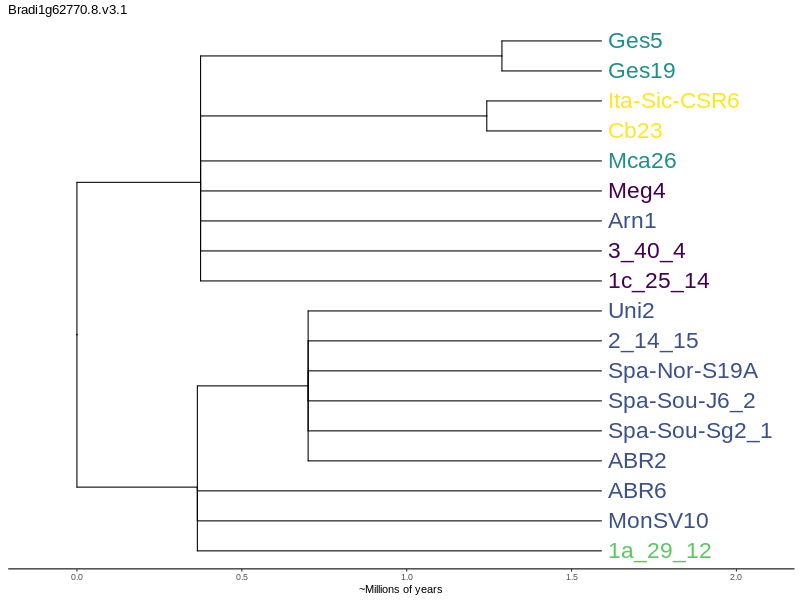 Bradi1g62770.8.v3.1
Ges5
Ges19
Ita-Sic-CSR6
Cb23
Mca26
Meg4
Arn1
3_40_4
1c_25_14
Uni2
2_14_15
Spa-Nor-S19A
Spa-Sou-J6_2
Spa-Sou-Sg2_1
ABR2
ABR6
MonSV10
1a_29_12
0.0 0.5 1.0 1.5 2.0
~Millions of years